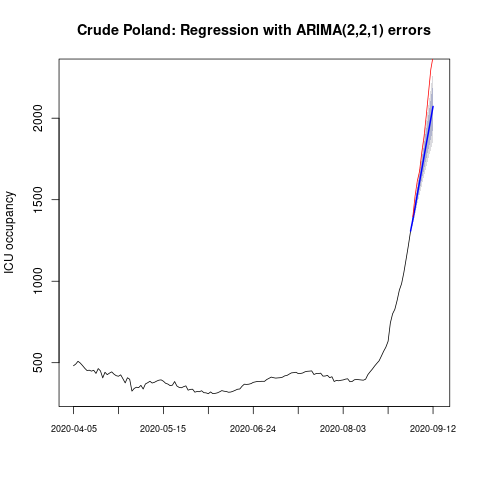 Crude Poland: Regression with ARIMA(2,2,1) errors
ICU occupancy
2000
1500
1000
500
2020-04-05 2020-05-15 2020-06-24 2020-08-03 2020-09-12